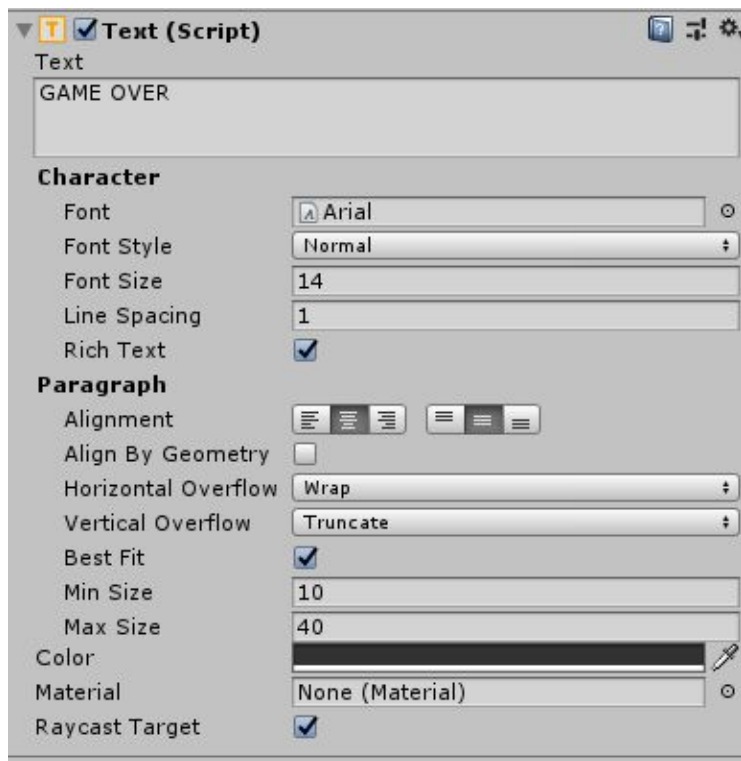 Text (Script)
Text
GAME OVER
Character
Font Arial
Font Style Normal
Font Size 14
Line Spacing 1
Rich Text
Paragraph
Alignment
Align By Geometry
Horizontal Overflow Wrap
Vertical Overflow Truncate
Best Fit
Min Size 10
Max Size 40
Color
Material None (Material)
Raycast Target